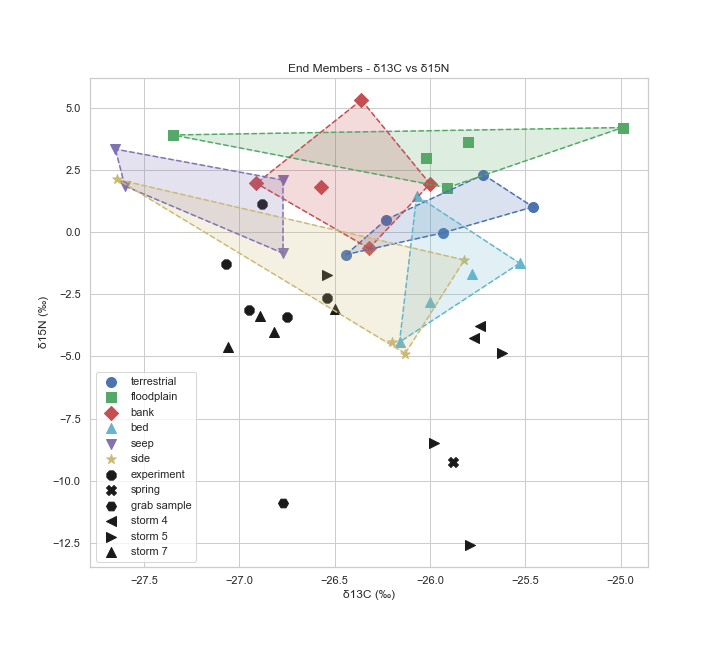 End Members - δ13C vs δ15N
δ15N (‰)
5.0
2.5
0.0
−2.5
−5.0
−7.5
−10.0
−12.5
terrestrial
floodplain
bank
bed
seep
side
experiment
spring
grab sample
storm 4
storm 5
storm 7
−27.5 −27.0 −26.5 −26.0 −25.5 −25.0
δ13C (‰)